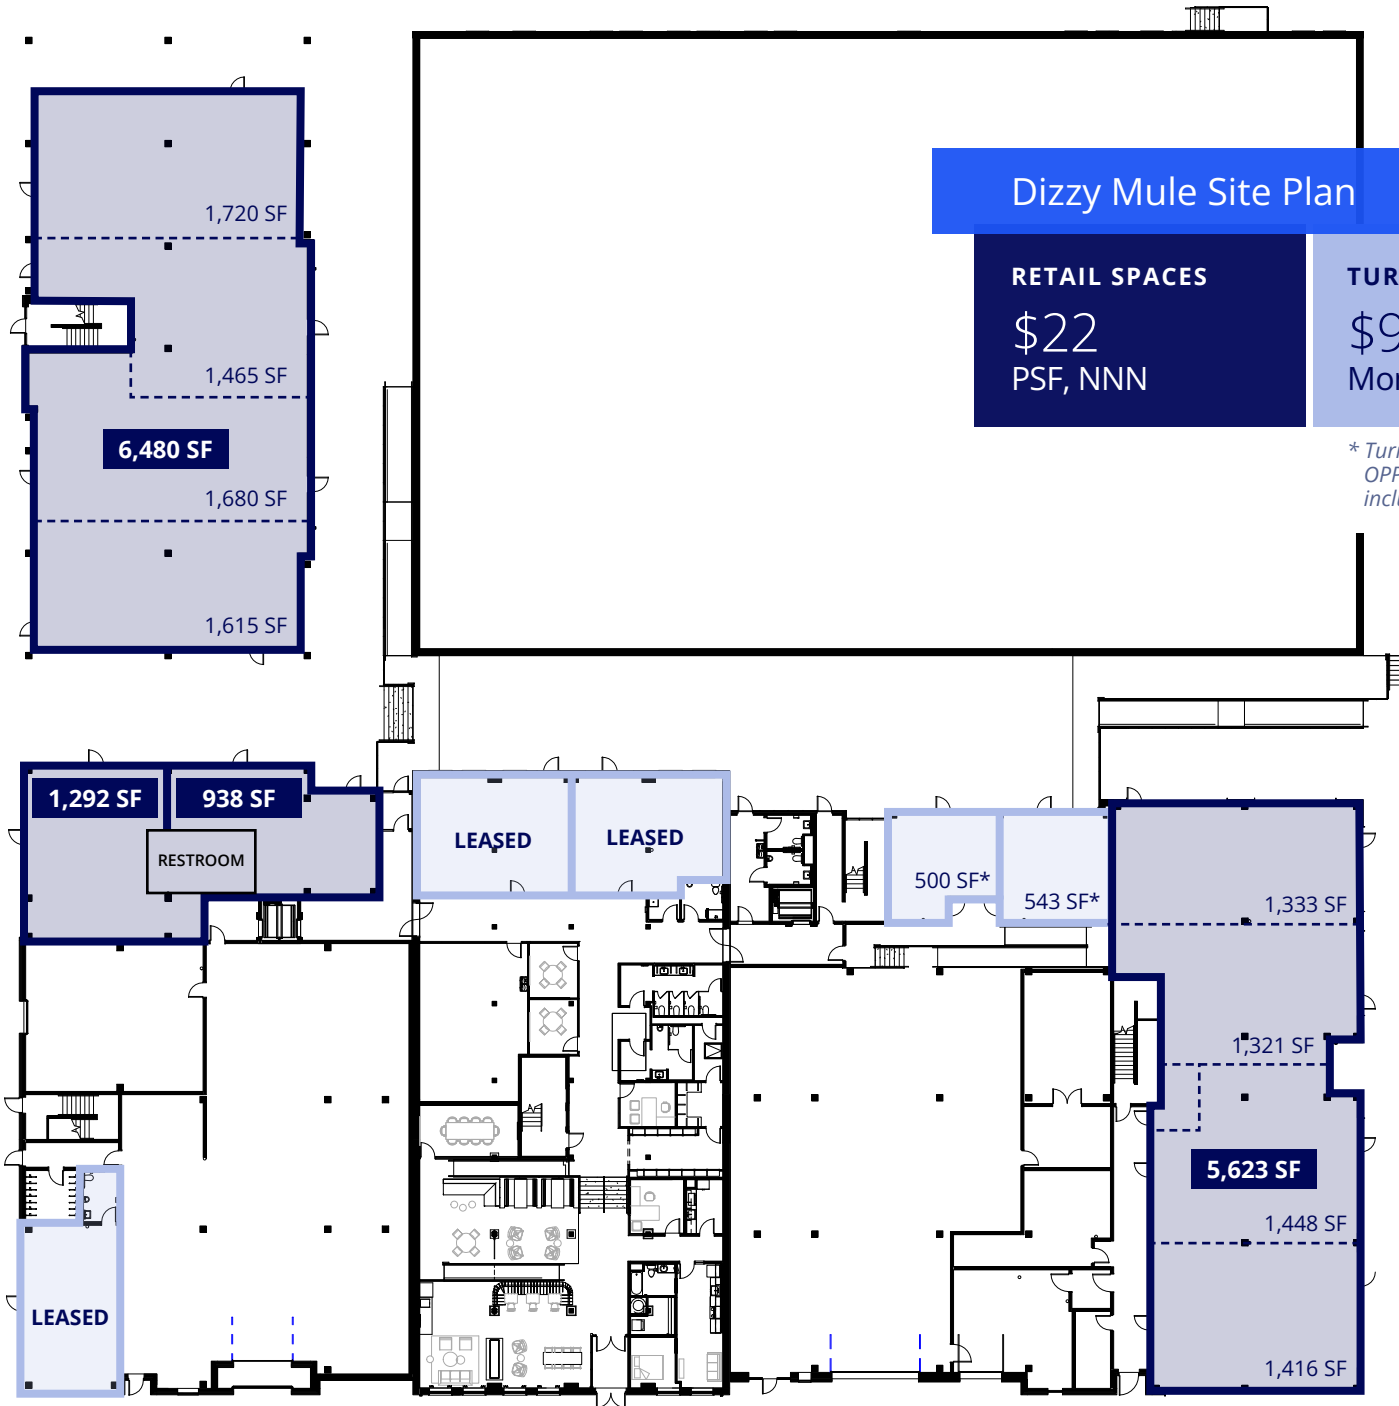 Dizzy Mule Site Plan
RETAIL SPACES
$22
PSF, NNN
1,720 SF
1,465 SF
6,480 SF
1,680 SF
1,615 SF
1,292 SF
938 SF
RESTROOM
LEASED
LEASED
500 SF*
543 SF*
1,333 SF
1,321 SF
5,623 SF
1,448 SF
1,416 SF
LEASED